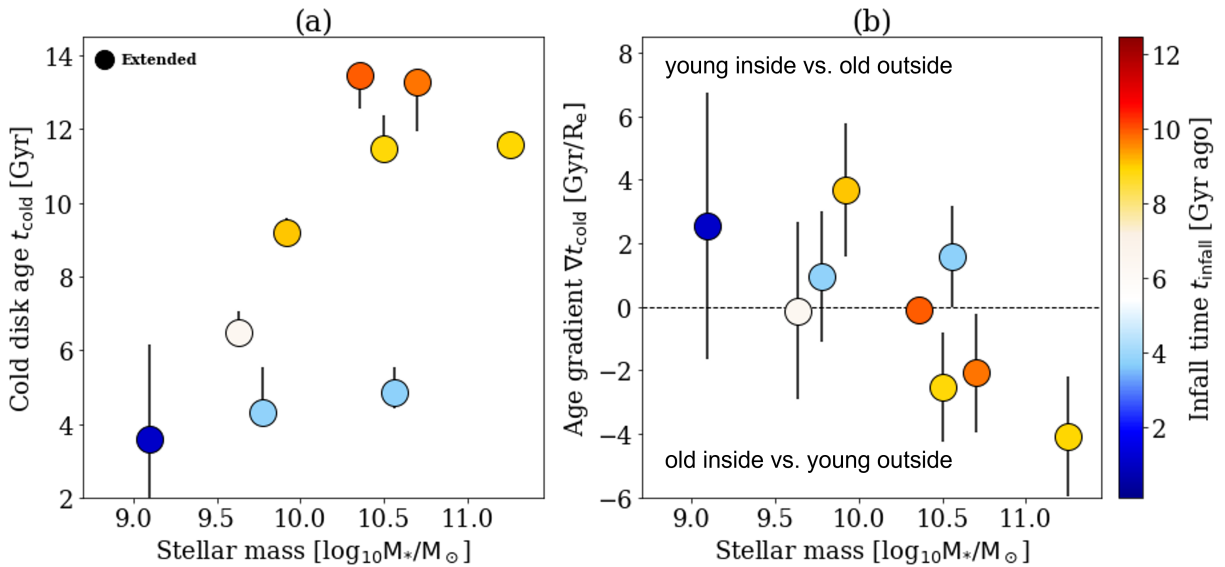 (a)
Extended
14
12
10
8
6
4
2
9.0 9.5 10.0 10.5 11.0
Cold disk age t_cold [Gyr]
Stellar mass [log₁₀M*/M⊙]
(b)
young inside vs. old outside
old inside vs. young outside
8
6
4
2
0
−2
−4
−6
9.0 9.5 10.0 10.5 11.0
Age gradient ∇t_cold [Gyr/R_e]
Stellar mass [log₁₀M*/M⊙]
12
10
8
6
4
2
Infall time t_infall [Gyr ago]